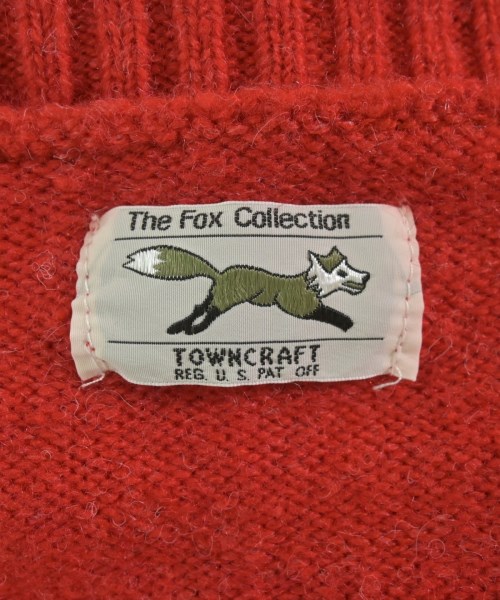 The Fox Collection
TOWNCRAFT
REG. U. S. PAT OFF